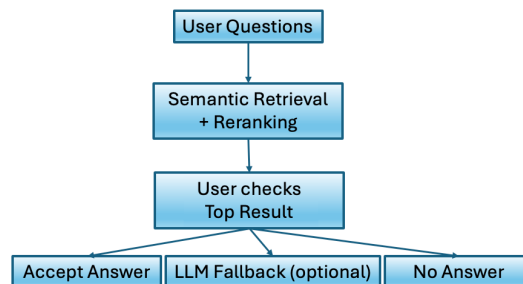 User Questions
Semantic Retrieval
+ Reranking
User checks
Top Result
Accept Answer
LLM Fallback (optional)
No Answer